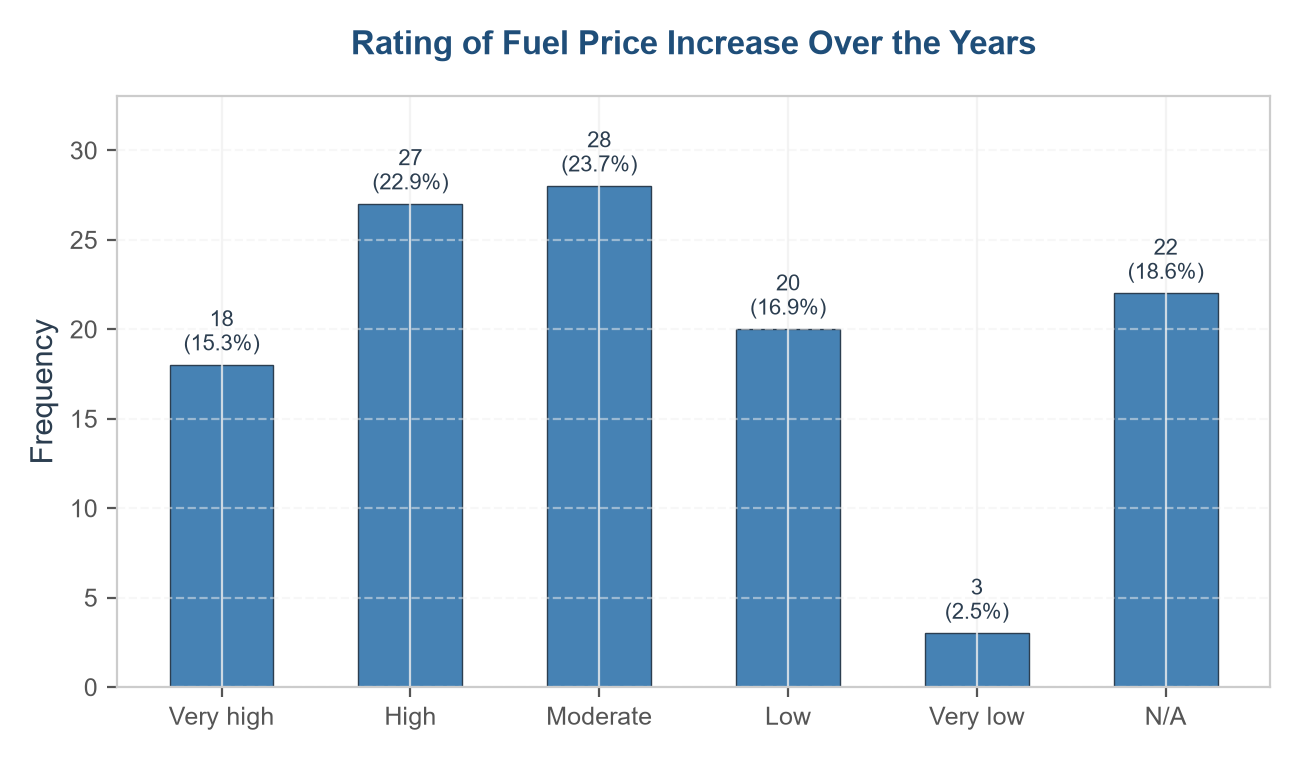 Rating of Fuel Price Increase Over the Years
Frequency
30
25
20
15
10
5
0
18
(15.3%)
27
(22.9%)
28
(23.7%)
20
(16.9%)
3
(2.5%)
22
(18.6%)
Very high
High
Moderate
Low
Very low
N/A